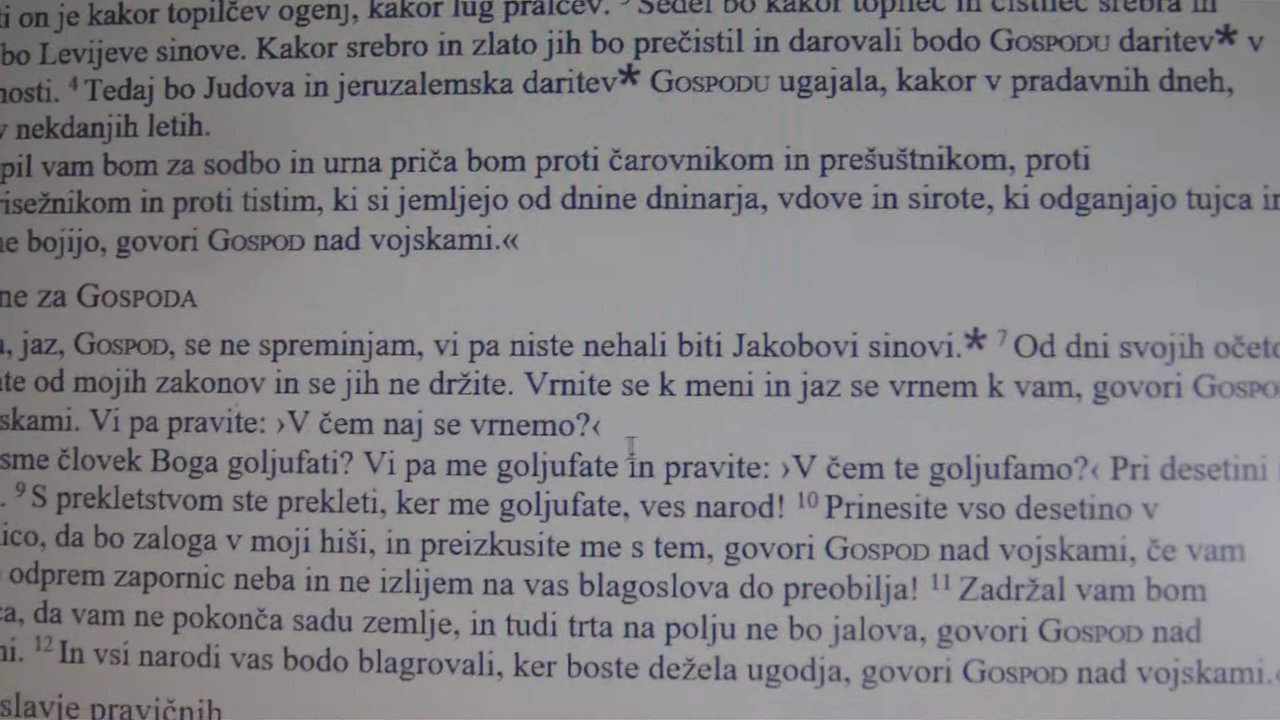 on je kakor topilčev ogenj, kakor lug pralčev. ³ Sedel bo kakor topilec in čistilec srebra in
bo Levijeve sinove. Kakor srebro in zlato jih bo prečistil in darovali bodo GOSPODU daritev* v
nosti. ⁴ Tedaj bo Judova in jeruzalemska daritev* GOSPODU ugajala, kakor v pradavnih dneh,
v nekdanjih letih.
pil vam bom za sodbo in urna priča bom proti čarovnikom in prešuštnikom, proti
risežnikom in proti tistim, ki si jemljejo od dnine dninarja, vdove in sirote, ki odganjajo tujca in
ne bojijo, govori GOSPOD nad vojskami.«
ne za GOSPODA
, jaz, GOSPOD, se ne spreminjam, vi pa niste nehali biti Jakobovi sinovi.* ⁷ Od dni svojih očeto
te od mojih zakonov in se jih ne držite. Vrnite se k meni in jaz se vrnem k vam, govori GOSPO
skami. Vi pa pravite: ›V čem naj se vrnemo?‹
sme človek Boga goljufati? Vi pa me goljufate in pravite: ›V čem te goljufamo?‹ Pri desetini
. ⁹ S prekletstvom ste prekleti, ker me goljufate, ves narod! ¹⁰ Prinesite vso desetino v
ico, da bo zaloga v moji hiši, in preizkusite me s tem, govori GOSPOD nad vojskami, če vam
odprem zapornic neba in ne izlijem na vas blagoslova do preobilja! ¹¹ Zadržal vam bom
ca, da vam ne pokonča sadu zemlje, in tudi trta na polju ne bo jalova, govori GOSPOD nad
ni. ¹² In vsi narodi vas bodo blagrovali, ker boste dežela ugodja, govori GOSPOD nad vojskami.«
slavje pravičnih